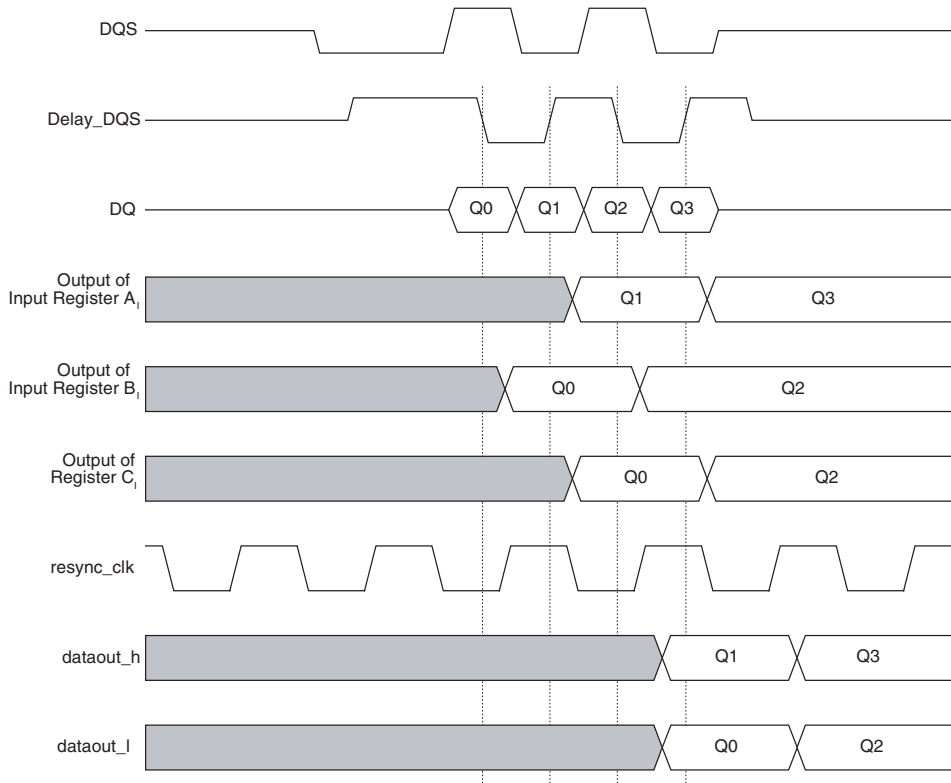 DQS
Delay_DQS
DQ
Q0 Q1 Q2 Q3
Output of
Input Register A I
Q1 Q3
Output of
Input Register B I
Q0 Q2
Output of
Register C I
Q0 Q2
resync_clk
dataout_h
Q1 Q3
dataout_l
Q0 Q2